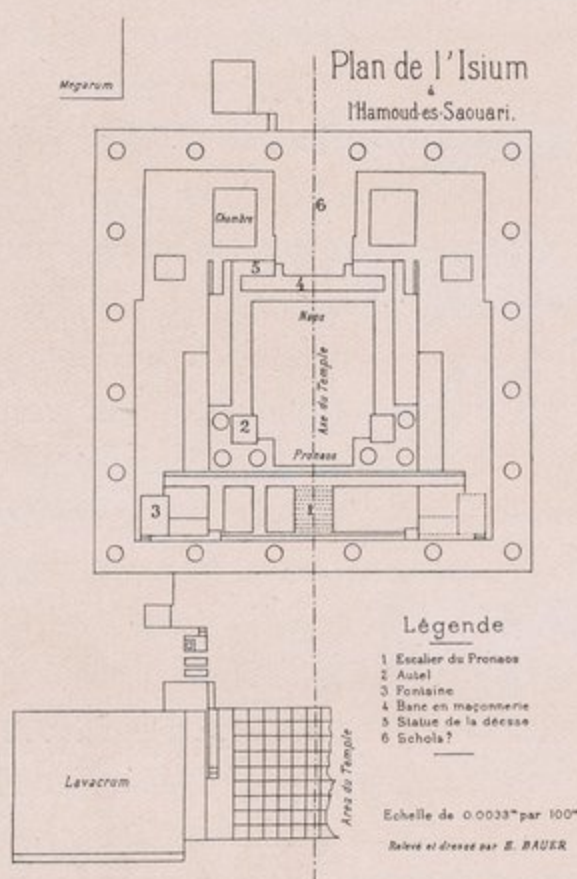 Plan de l'Isium
à
l'Hamoud-es-Saouari.
Megarum
Chambre
6
5
4
Naos
Axe du Temple
2
Pronaos
3
1
Légende
1 Escalier du Pronaos
2 Autel
3 Fontaine
4 Banc en maçonnerie
5 Statue de la déesse
6 Schola?
Lavacrum
Area du Temple
Echelle de 0.0033m par 100m
Relevé et dressé par E. BAUER